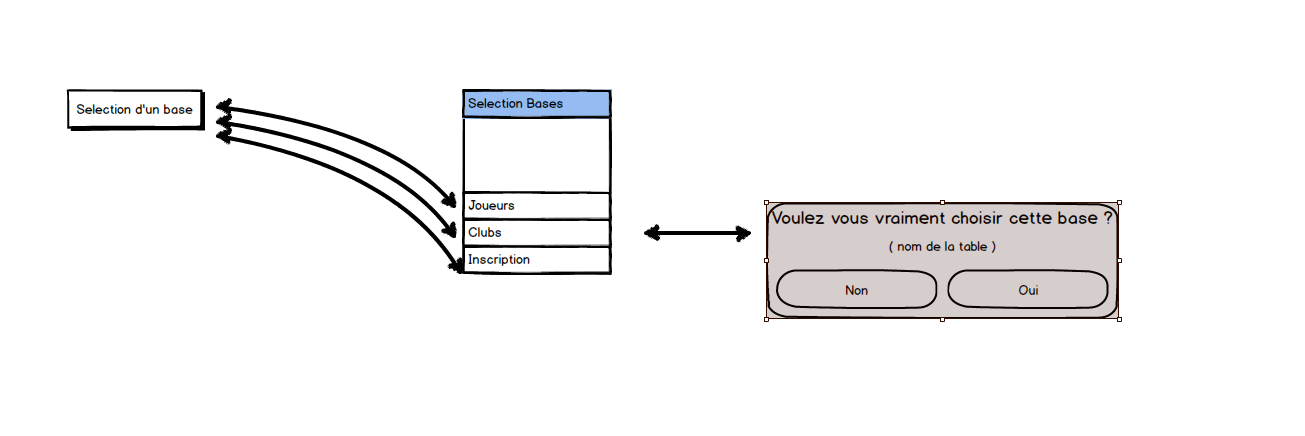 Selection d'un base
Selection Bases
Joueurs
Clubs
Inscription
Voulez vous vraiment choisir cette base ?
( nom de la table )
Non
Oui